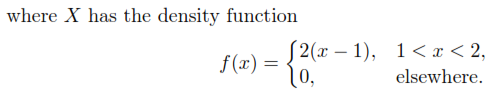 where X has the density function
f(x) = { 2(x − 1), 1 < x < 2,
0, elsewhere.